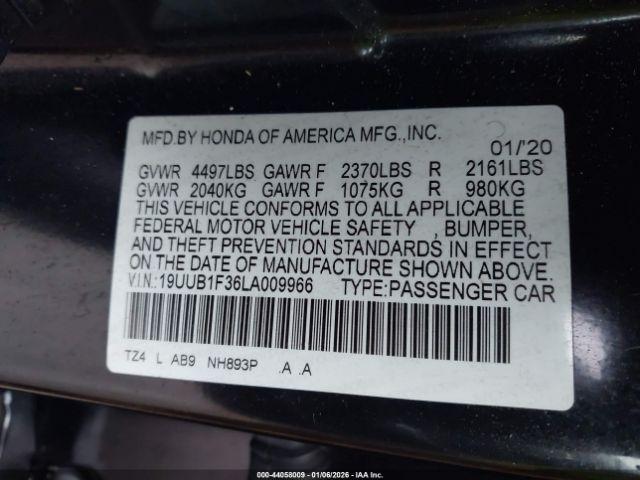 MFD.BY HONDA OF AMERICA MFG.,INC. 01/'20
GVWR 4497LBS GAWR F 2370LBS R 2161LBS
GVWR 2040KG GAWR F 1075KG R 980KG
THIS VEHICLE CONFORMS TO ALL APPLICABLE
FEDERAL MOTOR VEHICLE SAFETY , BUMPER,
AND THEFT PREVENTION STANDARDS IN EFFECT
ON THE DATE OF MANUFACTURE SHOWN ABOVE.
V.I.N.: 19UUB1F36LA009966 TYPE:PASSENGER CAR
TZ4 L AB9 NH893P .A .A
000-44058009 - 01/06/2026 - IAA Inc.